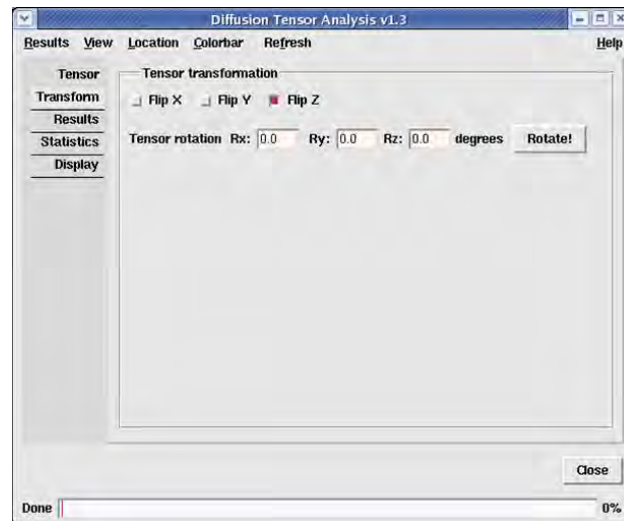 Diffusion Tensor Analysis v1.3
Results View Location Colorbar Refresh Help
Tensor
Transform
Results
Statistics
Display
Tensor transformation
Flip X Flip Y Flip Z
Tensor rotation Rx: 0.0 Ry: 0.0 Rz: 0.0 degrees Rotate!
Close
Done 0%